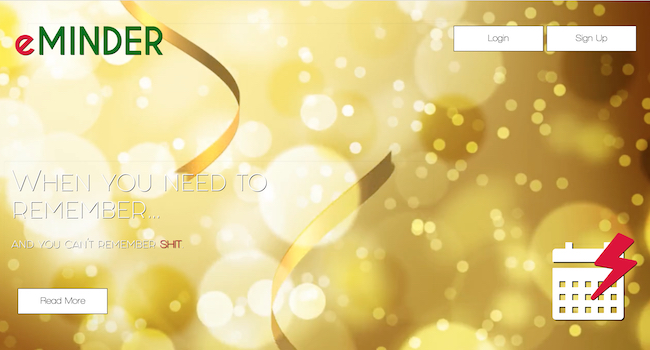 eMINDER
Login
Sign Up
When you need to
remember...
and you can't remember SHIT
Read More